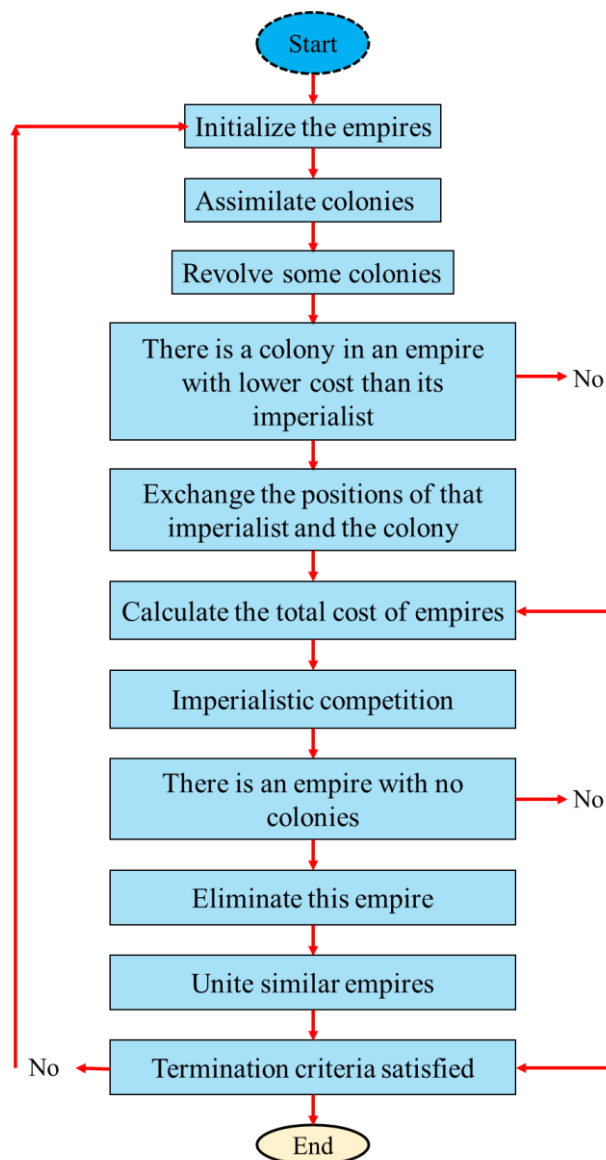 Start
Initialize the empires
Assimilate colonies
Revolve some colonies
There is a colony in an empire
with lower cost than its
imperialist
No
Exchange the positions of that
imperialist and the colony
Calculate the total cost of empires
Imperialistic competition
There is an empire with no
colonies
No
Eliminate this empire
Unite similar empires
No
Termination criteria satisfied
End